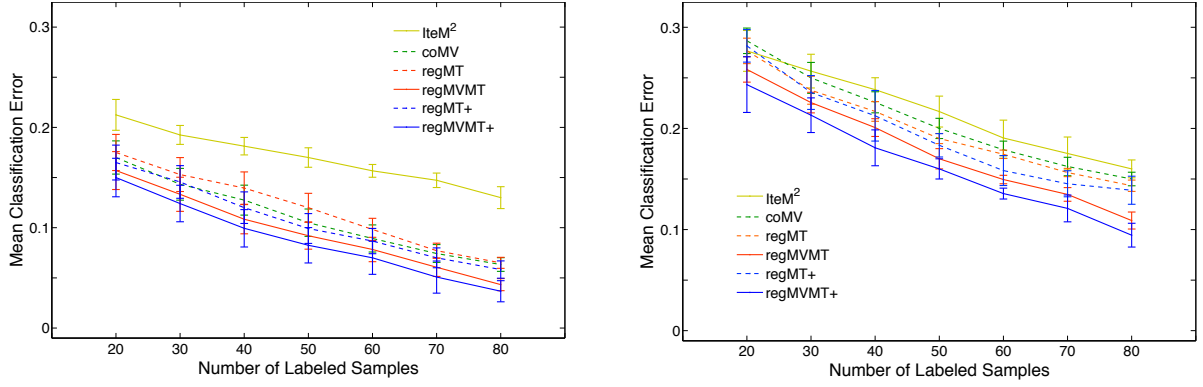 0.3
0.2
0.1
0
Mean Classification Error
IteM²
coMV
regMT
regMVMT
regMT+
regMVMT+
20 30 40 50 60 70 80
Number of Labeled Samples
0.3
0.2
0.1
0
Mean Classification Error
IteM²
coMV
regMT
regMVMT
regMT+
regMVMT+
20 30 40 50 60 70 80
Number of Labeled Samples